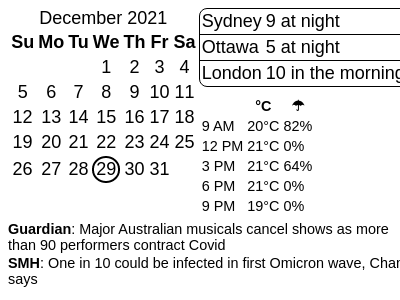 December 2021
Su Mo Tu We Th Fr Sa
1 2 3 4
5 6 7 8 9 10 11
12 13 14 15 16 17 18
19 20 21 22 23 24 25
26 27 28 29 30 31
Sydney 9 at night
Ottawa 5 at night
London 10 in the morning
°C ☂
9 AM 20°C 82%
12 PM 21°C 0%
3 PM 21°C 64%
6 PM 21°C 0%
9 PM 19°C 0%
Guardian: Major Australian musicals cancel shows as more
than 90 performers contract Covid
SMH: One in 10 could be infected in first Omicron wave,
says